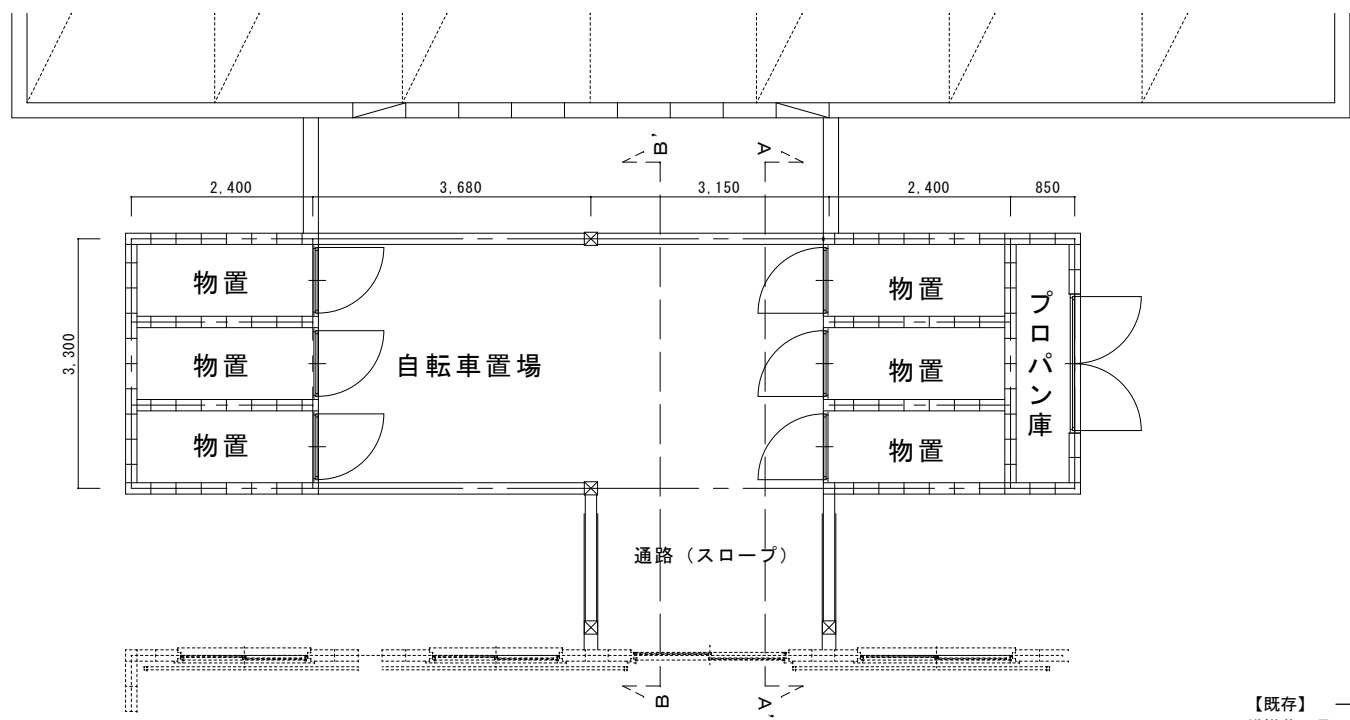 B'
A
2,400
3,680
3,150
2,400
850
3,300
物置
物置
物置
自転車置場
物置
物置
物置
プロパン庫
通路（スロープ）
B
A'
【既存】